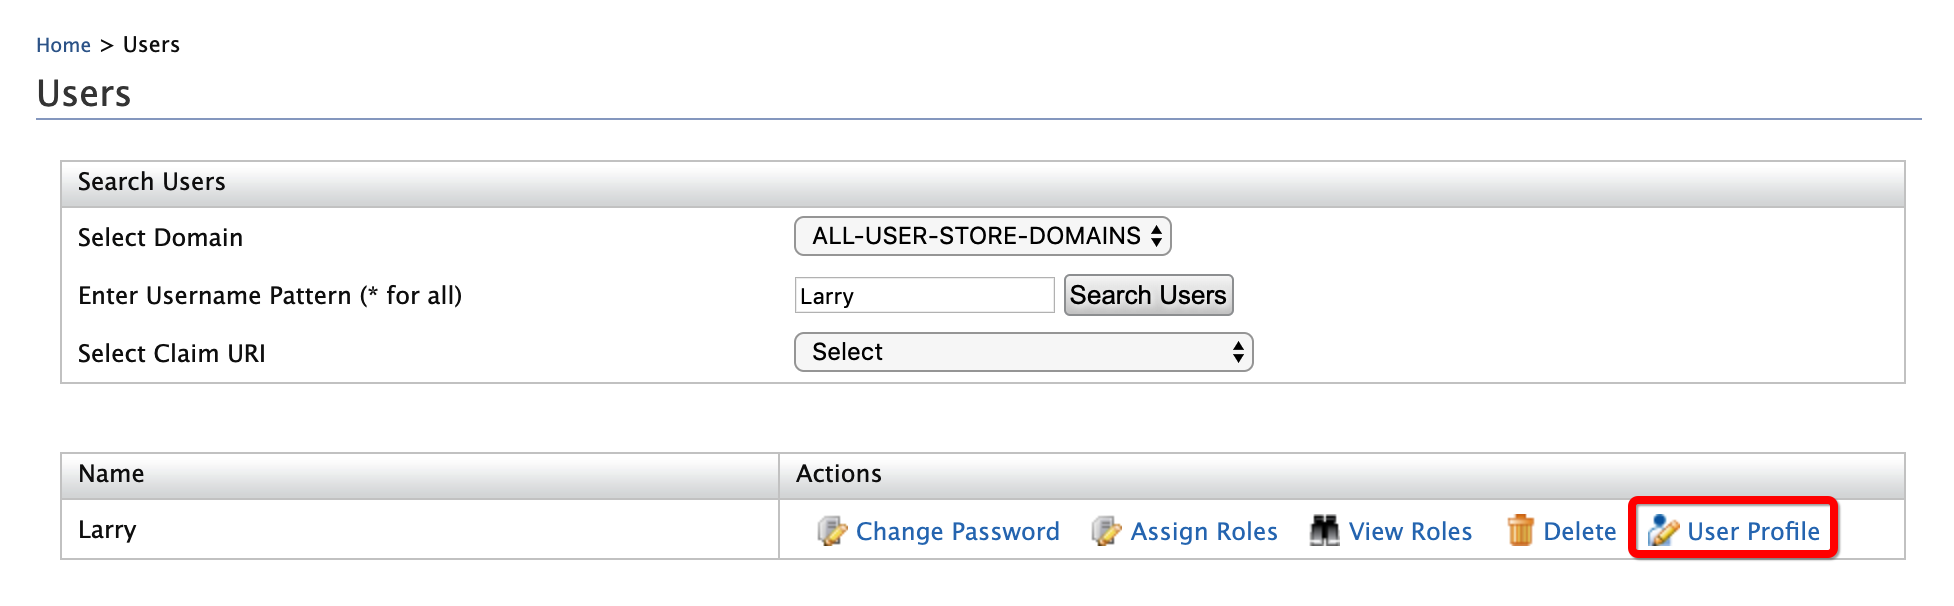 Home > Users
Users
Search Users
Select Domain ALL-USER-STORE-DOMAINS
Enter Username Pattern (* for all) Larry Search Users
Select Claim URI Select
Name Actions
Larry Change Password Assign Roles View Roles Delete User Profile